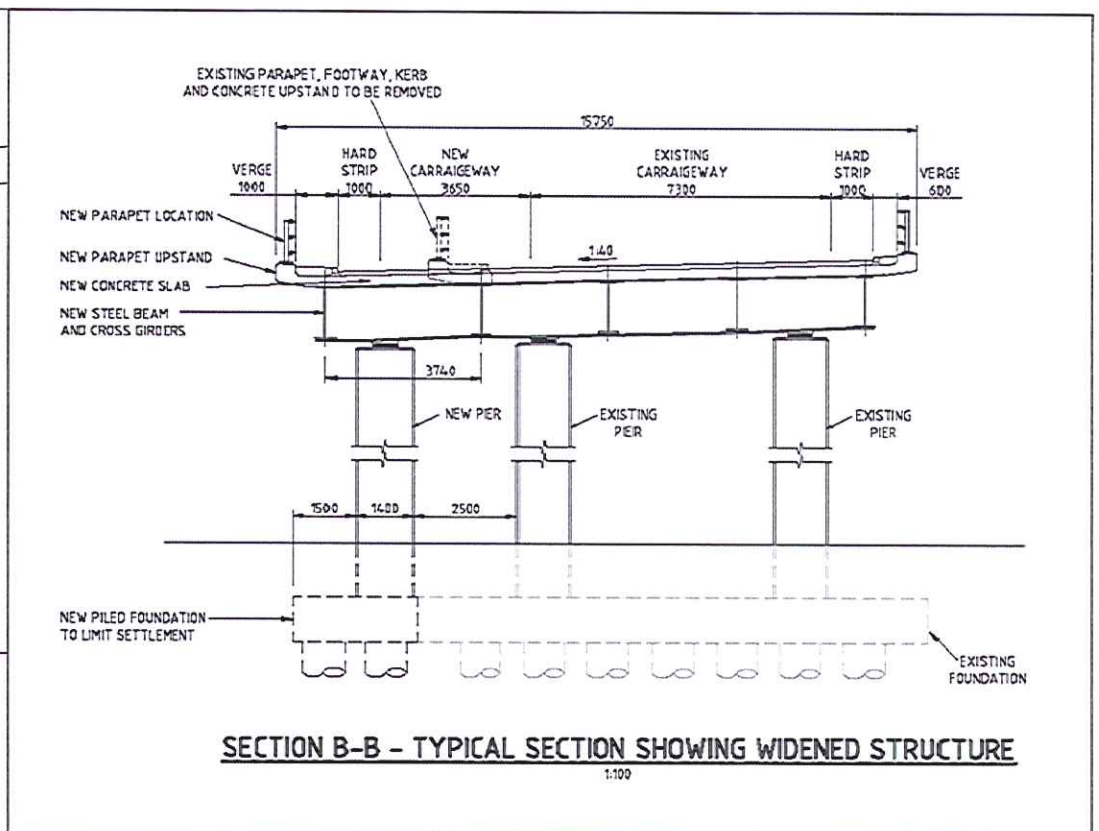 EXISTING PARAPET, FOOTWAY, KERB
AND CONCRETE UPSTAND TO BE REMOVED
15750
VERGE
1000
HARD
STRIP
1000
NEW
CARRAIGEWAY
3650
EXISTING
CARRAIGEWAY
7300
HARD
STRIP
1000
VERGE
600
NEW PARAPET LOCATION
NEW PARAPET UPSTAND
1:40
NEW CONCRETE SLAB
NEW STEEL BEAM
AND CROSS GIRDERS
3740
NEW PIER
EXISTING
PIER
EXISTING
PIER
1500
1400
2500
NEW PILED FOUNDATION
TO LIMIT SETTLEMENT
EXISTING
FOUNDATION
SECTION B-B - TYPICAL SECTION SHOWING WIDENED STRUCTURE
1:100